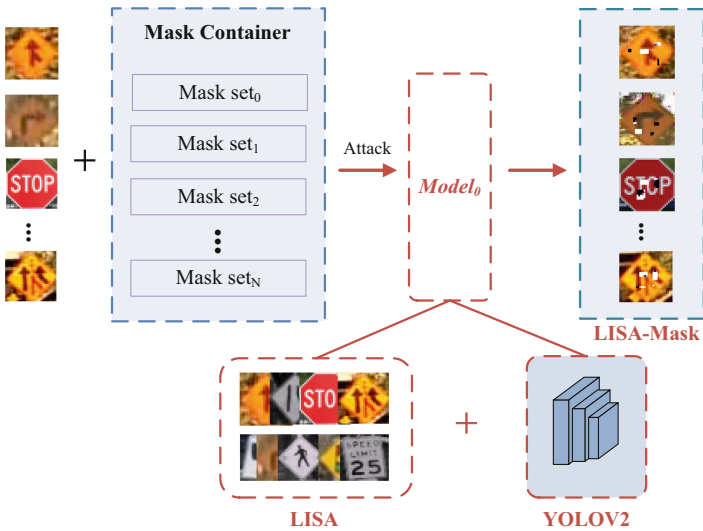 Mask Container
Mask set0
Mask set1
Mask set2
Mask setN
STOP
Attack
Model0
STOP
LISA-Mask
STO
SPEED
LIMIT
25
LISA
YOLOV2